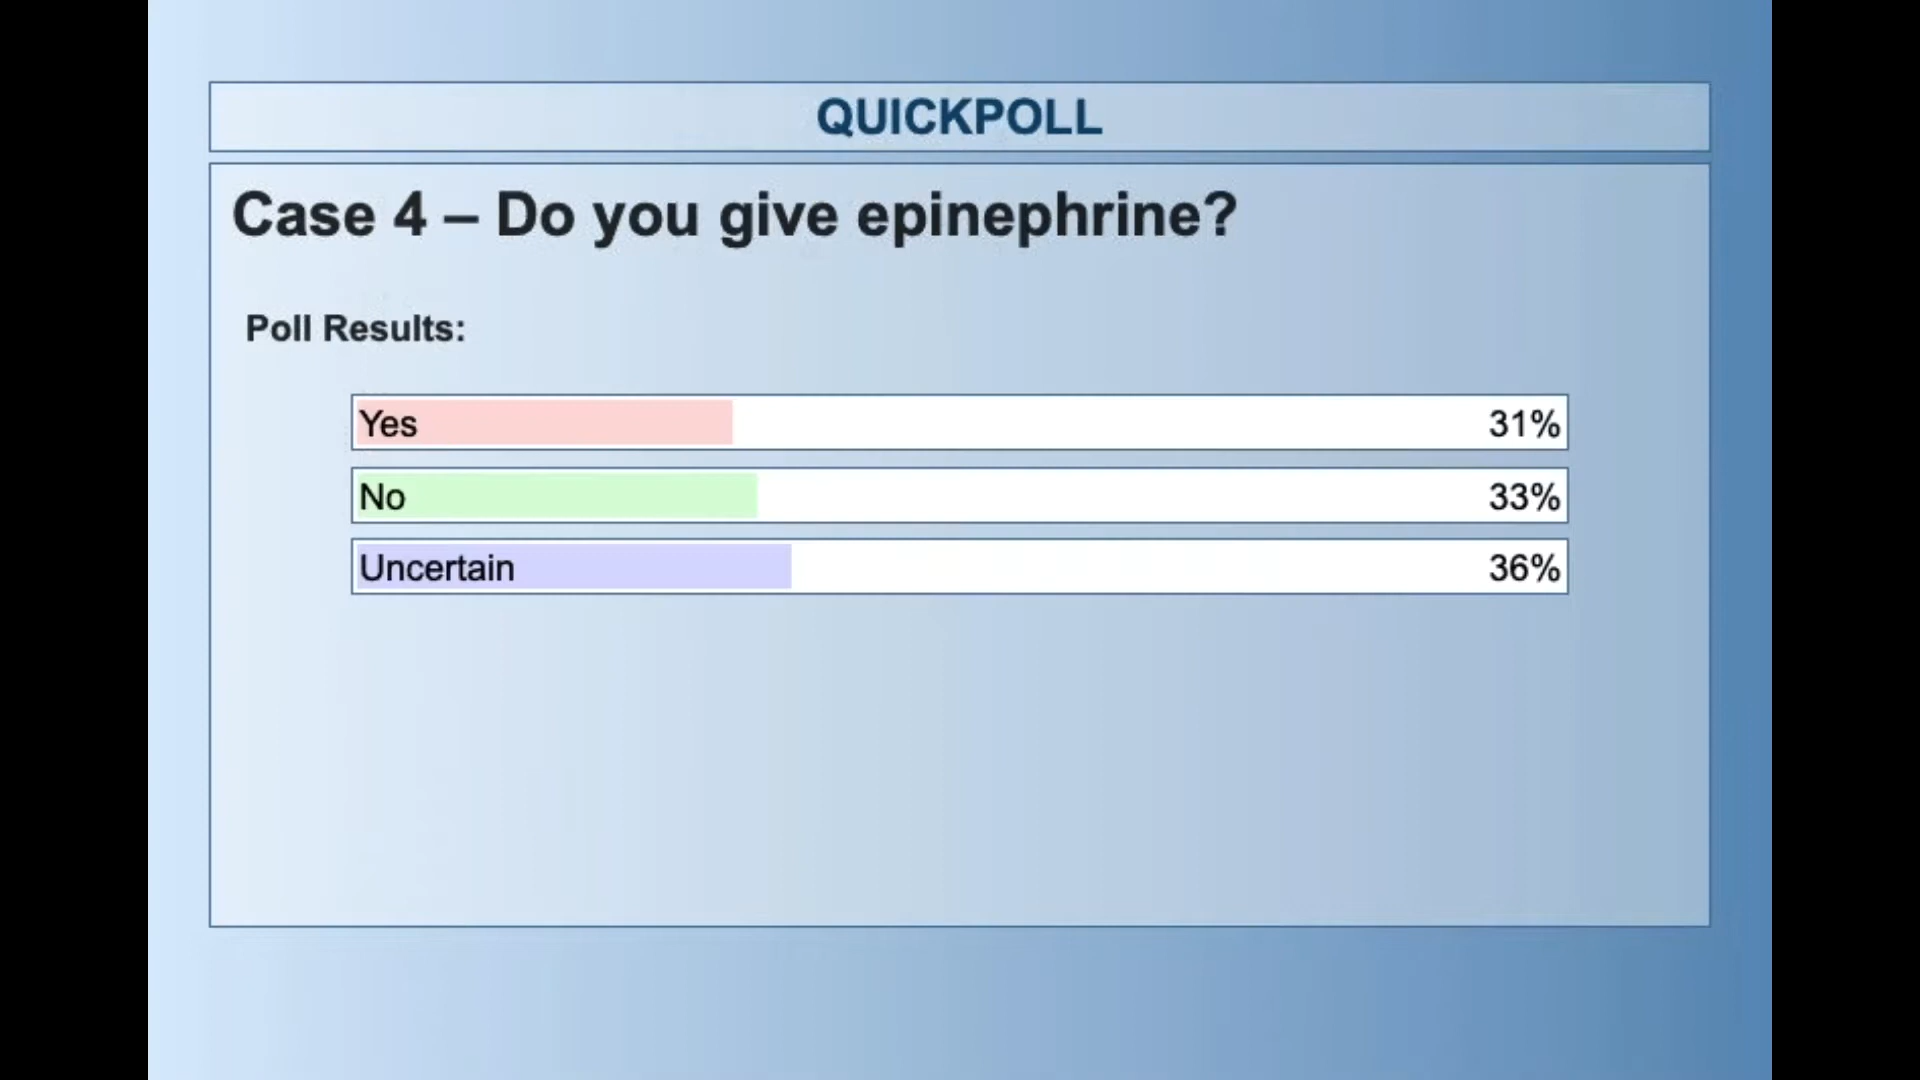 QUICKPOLL
Case 4 – Do you give epinephrine?
Poll Results:
Yes 31%
No 33%
Uncertain 36%